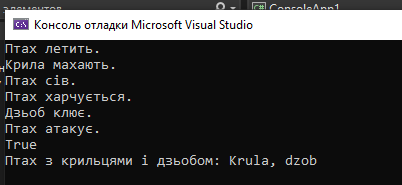 элементов
ConsoleApp1
Консоль отладки Microsoft Visual Studio
Птах летить.
Крила махають.
Птах сів.
Птах харчується.
Дзьоб клює.
Птах атакує.
True
Птах з крильцями і дзьобом: Krula, dzob